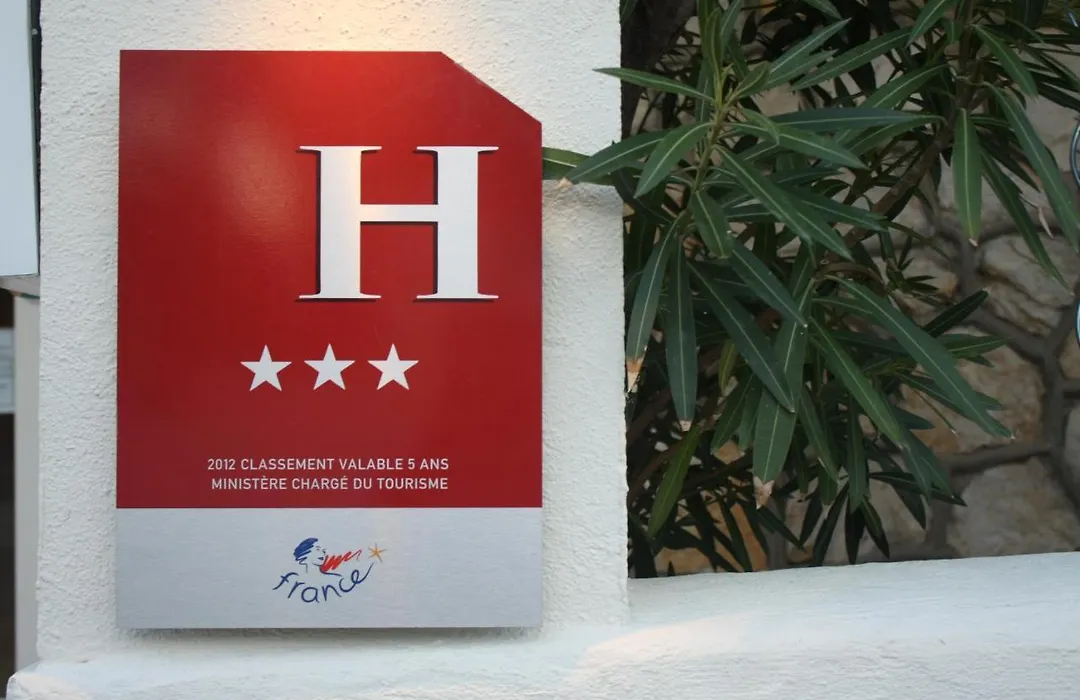 H
2012 CLASSEMENT VALABLE 5 ANS
MINISTÈRE CHARGÉ DU TOURISME
france